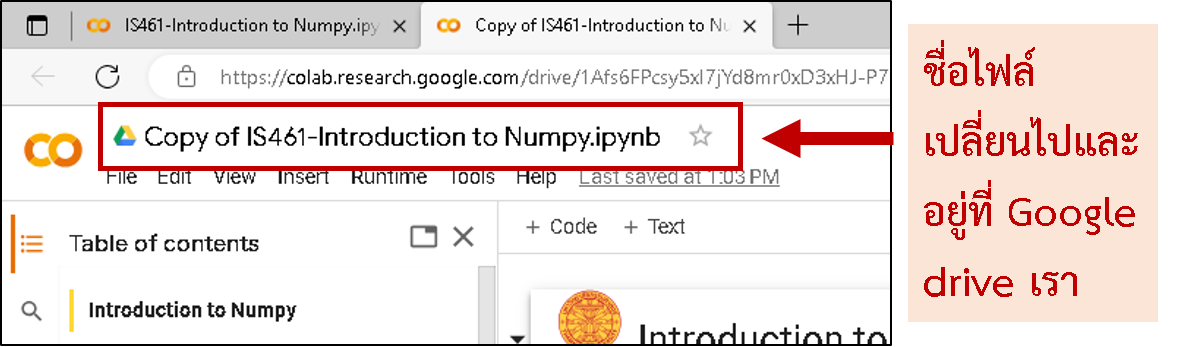 IS461-Introduction to Numpy.ipy
Copy of IS461-Introduction to Nu
https://colab.research.google.com/drive/1Afs6FPcsy5xI7jYd8mr0xD3xHJ-P7
Copy of IS461-Introduction to Numpy.ipynb
File Edit View Insert Runtime Tools Help Last saved at 1:03 PM
Table of contents
+ Code + Text
Introduction to Numpy
Introduction to
ชื่อไฟล์
เปลี่ยนไปและ
อยู่ที่ Google
drive เรา